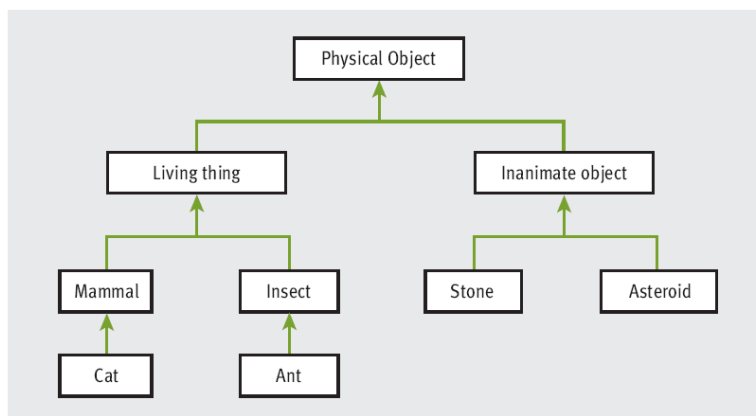 Physical Object
Living thing
Inanimate object
Mammal
Insect
Stone
Asteroid
Cat
Ant